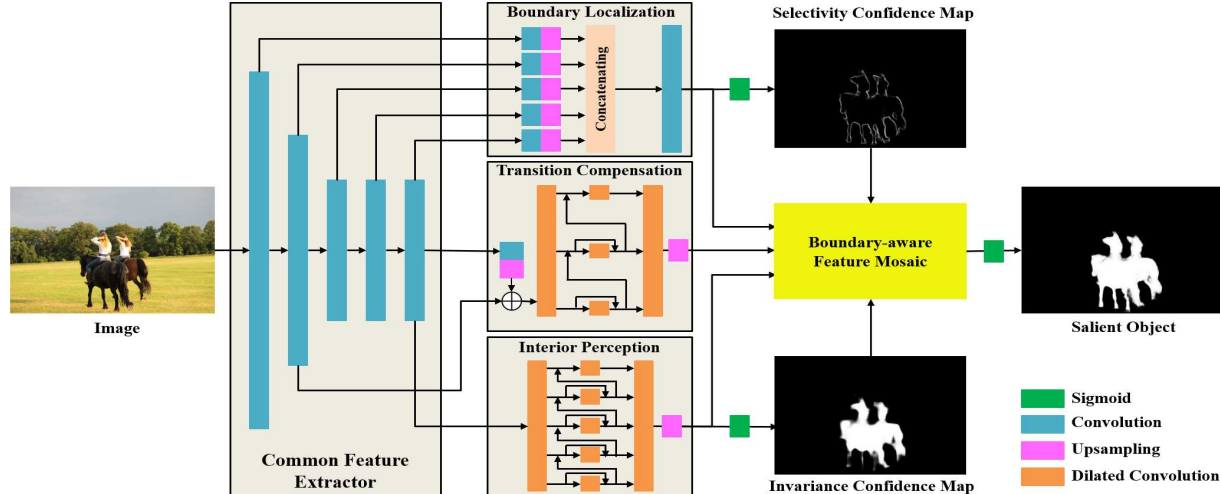 Boundary Localization
Selectivity Confidence Map
Concatenating
Transition Compensation
Image
Boundary-aware
Feature Mosaic
Salient Object
Interior Perception
Common Feature
Extractor
Invariance Confidence Map
Sigmoid
Convolution
Upsampling
Dilated Convolution